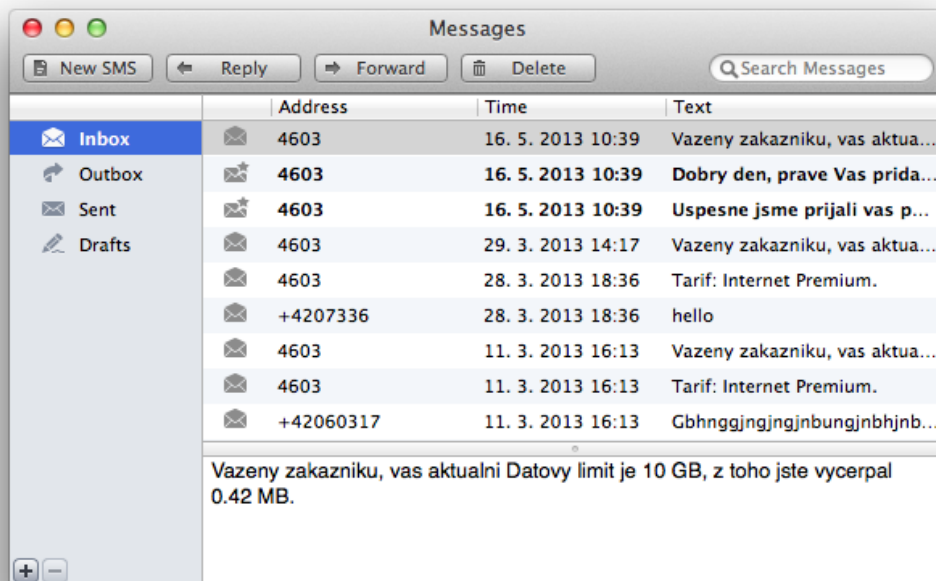 Messages
New SMS Reply Forward Delete Search Messages
Address Time Text
Inbox
Outbox
Sent
Drafts
4603 16. 5. 2013 10:39 Vazeny zakazniku, vas aktua...
4603 16. 5. 2013 10:39 Dobry den, prave Vas prida...
4603 16. 5. 2013 10:39 Uspesne jsme prijali vas p...
4603 29. 3. 2013 14:17 Vazeny zakazniku, vas aktua...
4603 28. 3. 2013 18:36 Tarif: Internet Premium.
+4207336 28. 3. 2013 18:36 hello
4603 11. 3. 2013 16:13 Vazeny zakazniku, vas aktua...
4603 11. 3. 2013 16:13 Tarif: Internet Premium.
+42060317 11. 3. 2013 16:13 Gbhnggjngjngjnbungjnbhjnb...
Vazeny zakazniku, vas aktualni Datovy limit je 10 GB, z toho jste vycerpal
0.42 MB.